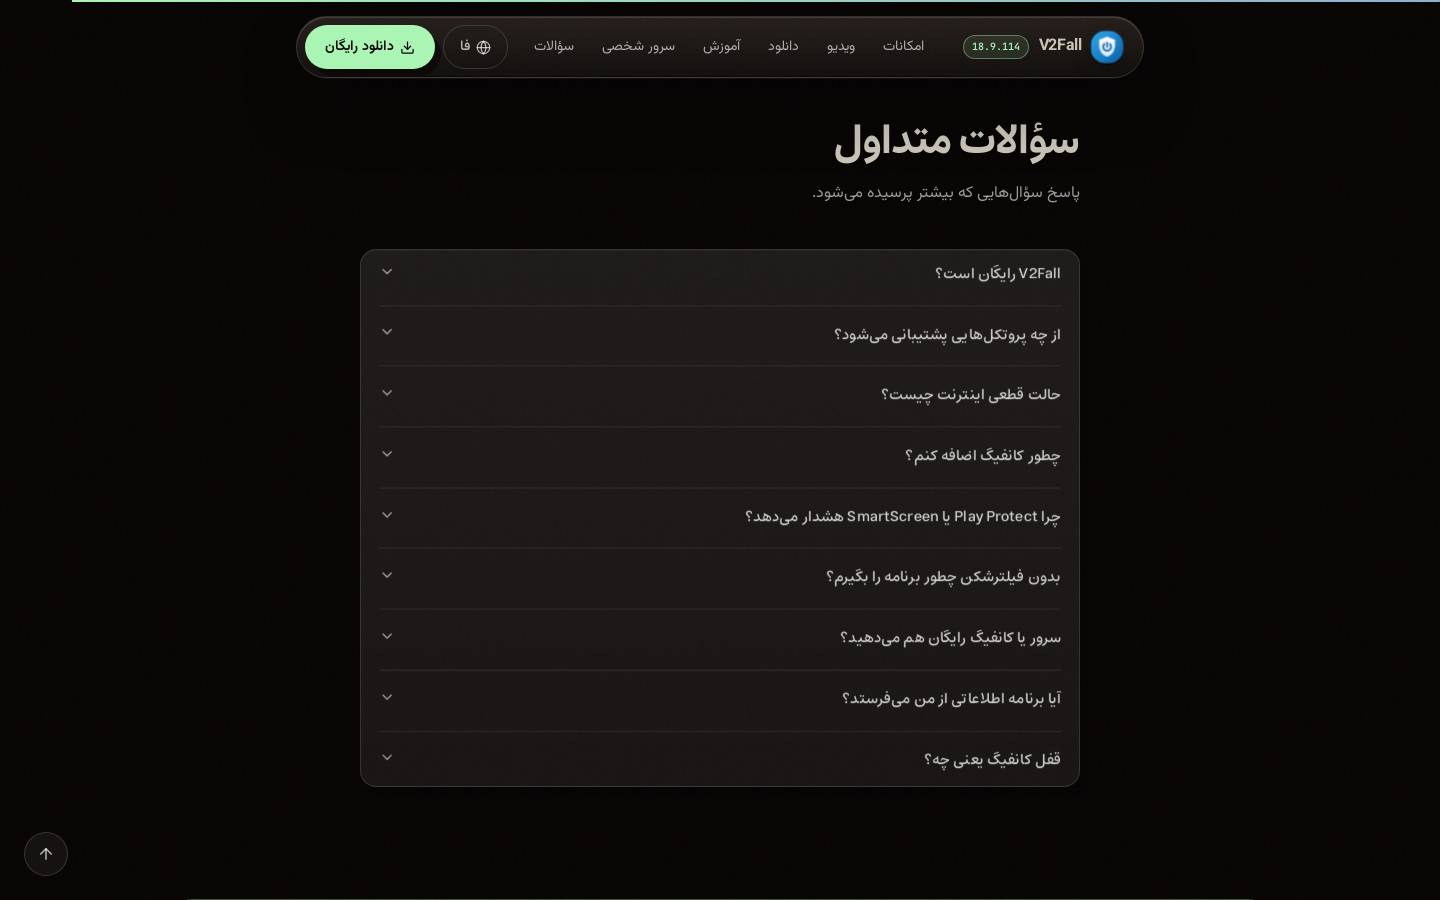 V2Fall 18.9.114 امکانات ویدیو دانلود آموزش سرور شخصی سؤالات فا دانلود رایگان
سؤالات متداول
پاسخ سؤال‌هایی که بیشتر پرسیده می‌شود.
V2Fall رایگان است؟
از چه پروتکل‌هایی پشتیبانی می‌شود؟
حالت قطعی اینترنت چیست؟
چطور کانفیگ اضافه کنم؟
چرا Play Protect یا SmartScreen هشدار می‌دهد؟
بدون فیلترشکن چطور برنامه را بگیرم؟
سرور یا کانفیگ رایگان هم می‌دهید؟
آیا برنامه اطلاعاتی از من می‌فرستد؟
قفل کانفیگ یعنی چه؟